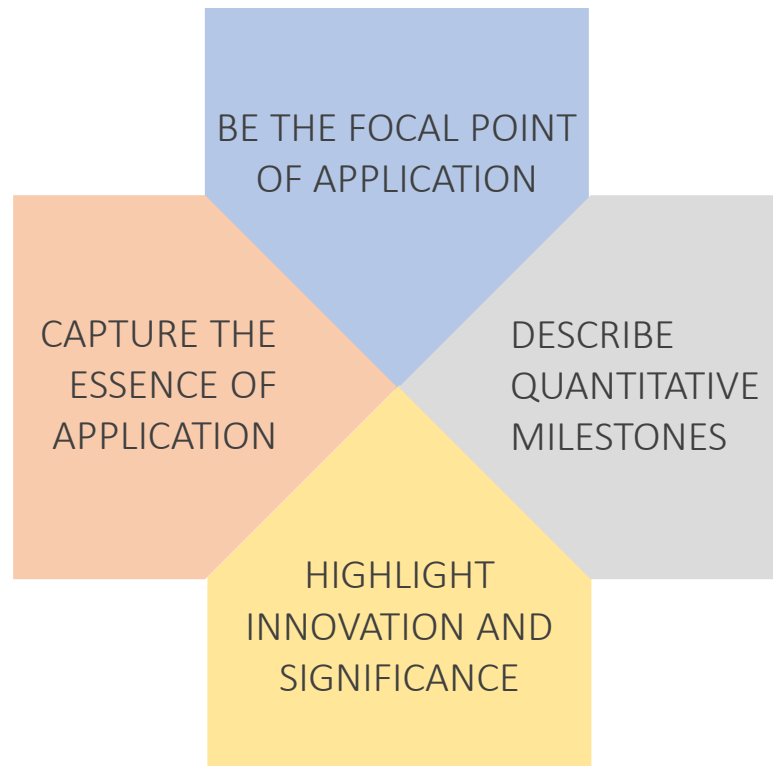 BE THE FOCAL POINT
OF APPLICATION
CAPTURE THE
ESSENCE OF
APPLICATION
DESCRIBE
QUANTITATIVE
MILESTONES
HIGHLIGHT
INNOVATION AND
SIGNIFICANCE